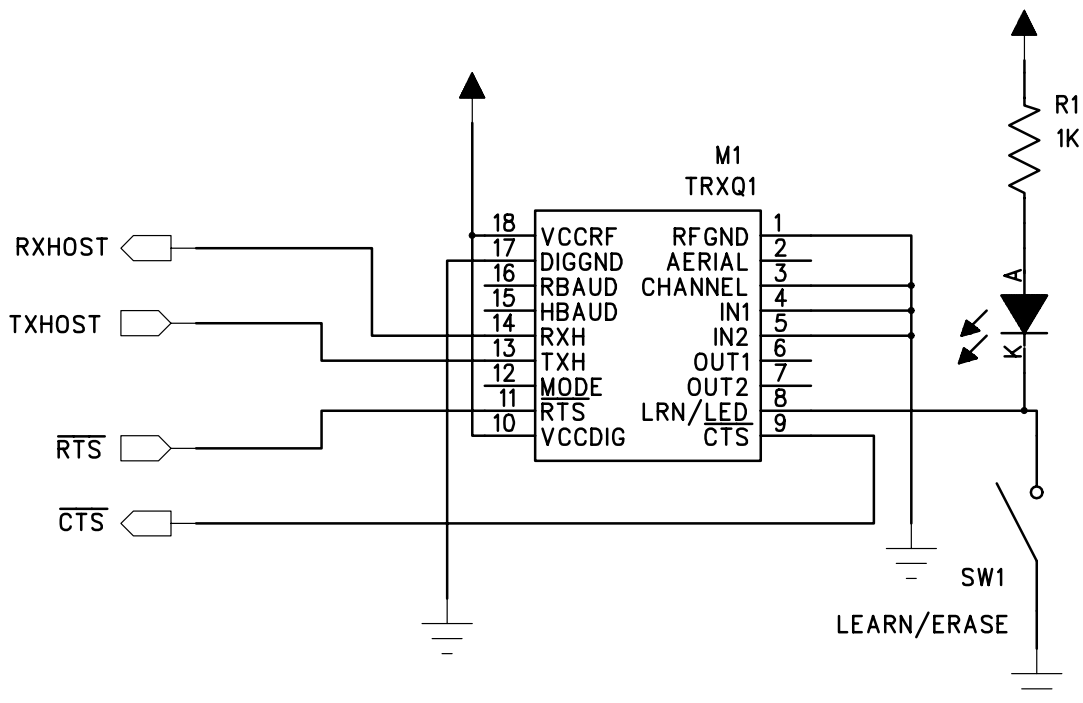 R1
1K
M1
TRXQ1
18 VCCRF RFGND 1
17 DIGGND AERIAL 2
16 RBAUD CHANNEL 3
15 HBAUD IN1 4
14 RXH IN2 5
13 TXH OUT1 6
12 MODE OUT2 7
11 RTS LRN/LED 8
10 VCCDIG CTS 9
RXHOST
TXHOST
RTS
CTS
A
K
SW1
LEARN/ERASE